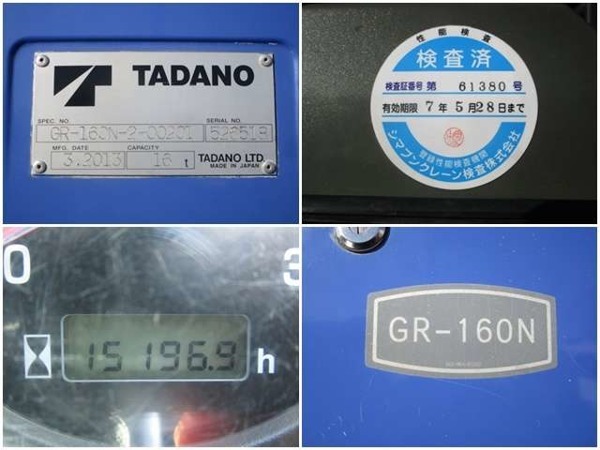 TADANO
SPEC. NO. SERIAL NO.
GR-160N-2-00201 526519
MFG. DATE CAPACITY
3.2013 16 t TADANO LTD.
MADE IN JAPAN
性能検査
検査済
検査証番号 第 61380 号
有効期限 7年5月28日まで
登録性能検査機関
シマブンクレーン検査株式会社
0 3
15196.9 h
GR-160N